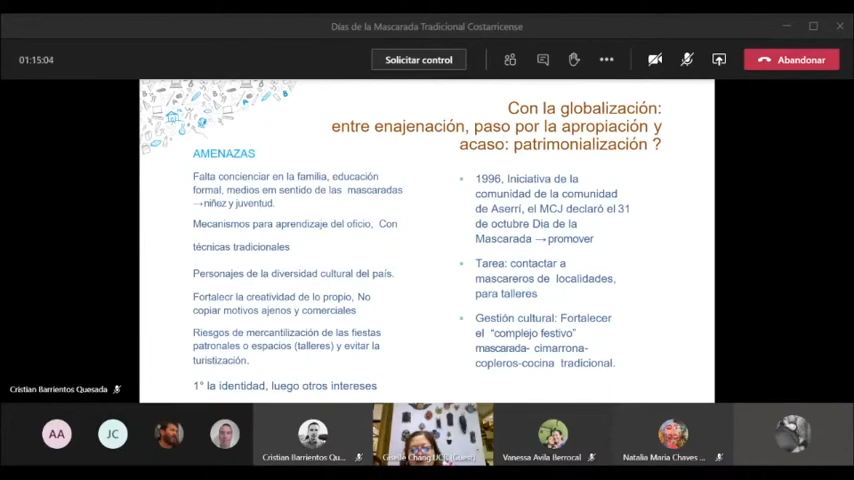 Días de la Mascarada Tradicional Costarricense
01:15:04
Solicitar control
Abandonar
Con la globalización:
entre enajenación, paso por la apropiación y
acaso: patrimonialización ?
AMENAZAS
Falta concienciar en la familia, educación
formal, medios em sentido de las mascaradas
→niñez y juventud.
Mecanismos para aprendizaje del oficio, Con
técnicas tradicionales
Personajes de la diversidad cultural del país.
Fortalecr la creatividad de lo propio, No
copiar motivos ajenos y comerciales
Riesgos de mercantilización de las fiestas
patronales o espacios (talleres) y evitar la
turistización.
1° la identidad, luego otros intereses
1996, Iniciativa de la
comunidad de la comunidad
de Aserrí, el MCJ declaró el 31
de octubre Dia de la
Mascarada → promover
Tarea: contactar a
mascareros de localidades,
para talleres
Gestión cultural: Fortalecer
el “complejo festivo”
mascarada- cimarrona-
copleros-cocina tradicional.
Cristian Barrientos Quesada
AA
JC
Cristian Barrientos Qu...
Giselle Chang UCR (Guest)
Vanessa Avila Berrocal
Natalia Maria Chaves ...